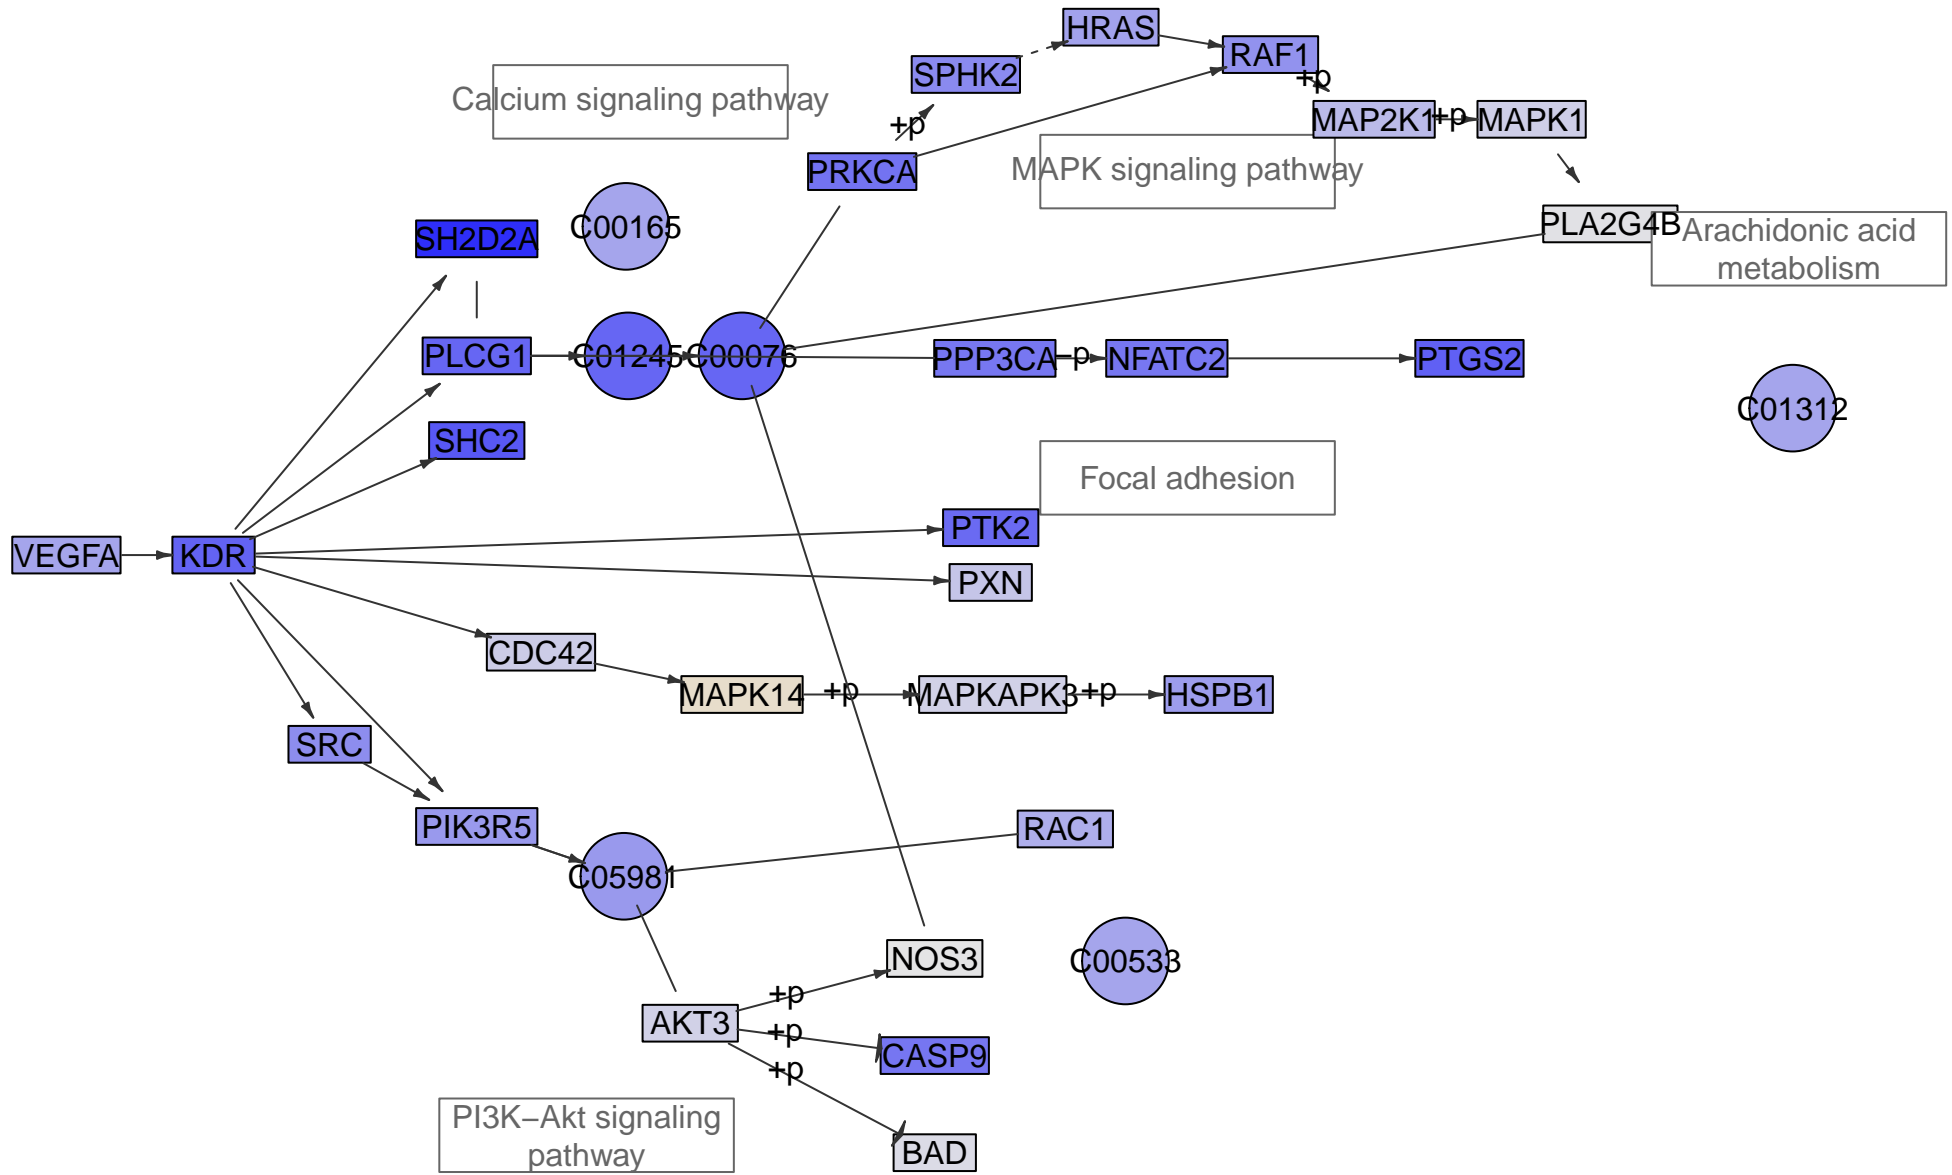 HRAS
RAF1
+p
SPHK2
Calcium signaling pathway
+p
MAP2K1
+p
MAPK1
PRKCA
MAPK signaling pathway
C00165
SH2D2A
PLA2G4B
Arachidonic acid
metabolism
PLCG1
C01245
C00076
PPP3CA
−p
NFATC2
PTGS2
C01312
SHC2
Focal adhesion
PTK2
VEGFA
KDR
PXN
CDC42
MAPK14
+p
MAPKAPK3
+p
HSPB1
SRC
PIK3R5
RAC1
C05981
NOS3
C00533
+p
AKT3
+p
CASP9
+p
PI3K−Akt signaling
pathway
BAD